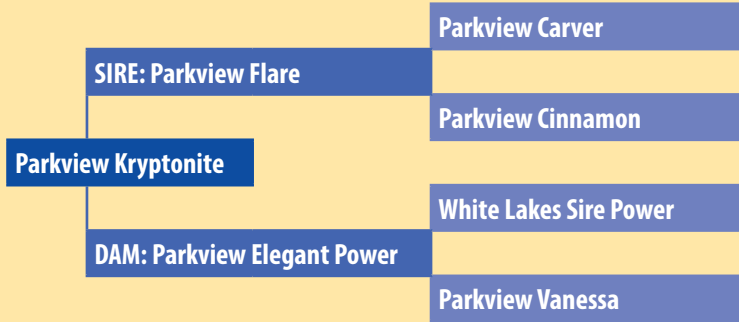 Parkview Carver
SIRE: Parkview Flare
Parkview Cinnamon
Parkview Kryptonite
White Lakes Sire Power
DAM: Parkview Elegant Power
Parkview Vanessa